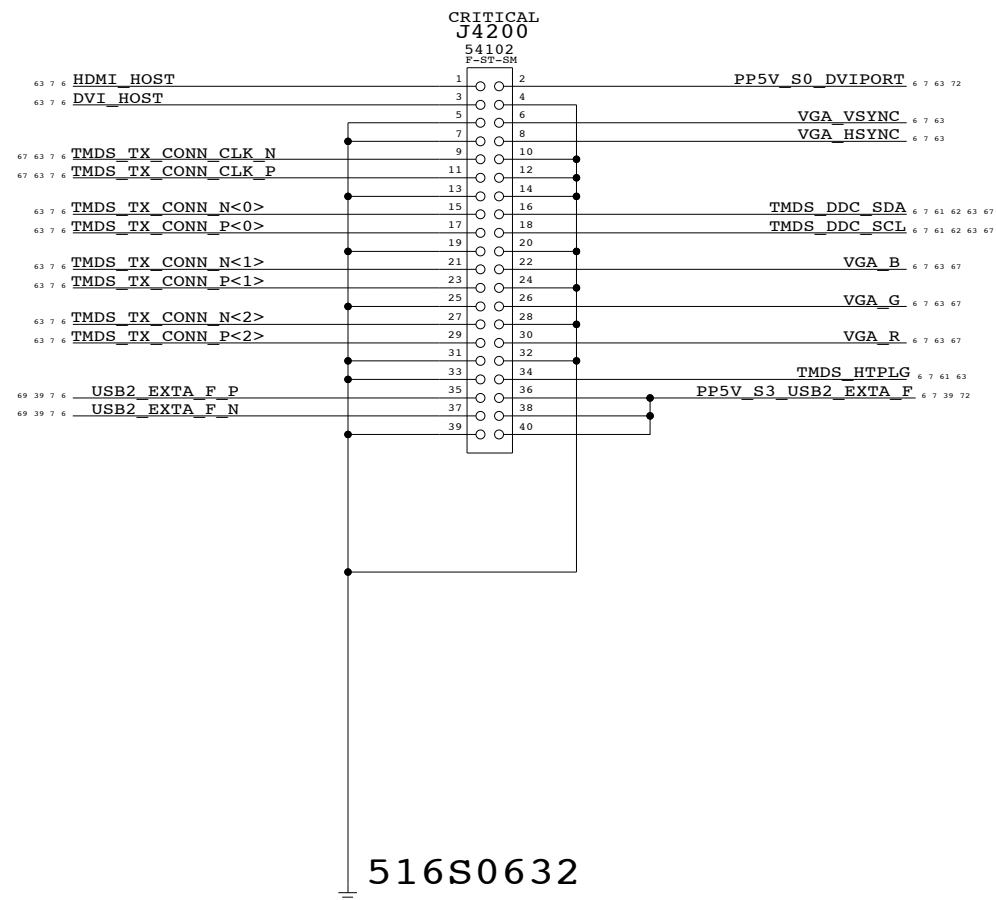 CRITICAL
J4200
54102
F-ST-SM
63 7 6 HDMI_HOST 1 2 PP5V_S0_DVIPORT 6 7 63 72
63 7 6 DVI_HOST 3 4
5 6 VGA_VSYNC 6 7 63
7 8 VGA_HSYNC 6 7 63
67 63 7 6 TMDS_TX_CONN_CLK_N 9 10
67 63 7 6 TMDS_TX_CONN_CLK_P 11 12
13 14
63 7 6 TMDS_TX_CONN_N<0> 15 16 TMDS_DDC_SDA 6 7 61 62 63 67
63 7 6 TMDS_TX_CONN_P<0> 17 18 TMDS_DDC_SCL 6 7 61 62 63 67
19 20
63 7 6 TMDS_TX_CONN_N<1> 21 22 VGA_B 6 7 63 67
63 7 6 TMDS_TX_CONN_P<1> 23 24
25 26 VGA_G 6 7 63 67
63 7 6 TMDS_TX_CONN_N<2> 27 28
63 7 6 TMDS_TX_CONN_P<2> 29 30 VGA_R 6 7 63 67
31 32
33 34 TMDS_HTPLG 6 7 61 63
69 39 7 6 USB2_EXTA_F_P 35 36 PP5V_S3_USB2_EXTA_F 6 7 39 72
69 39 7 6 USB2_EXTA_F_N 37 38
39 40
516S0632